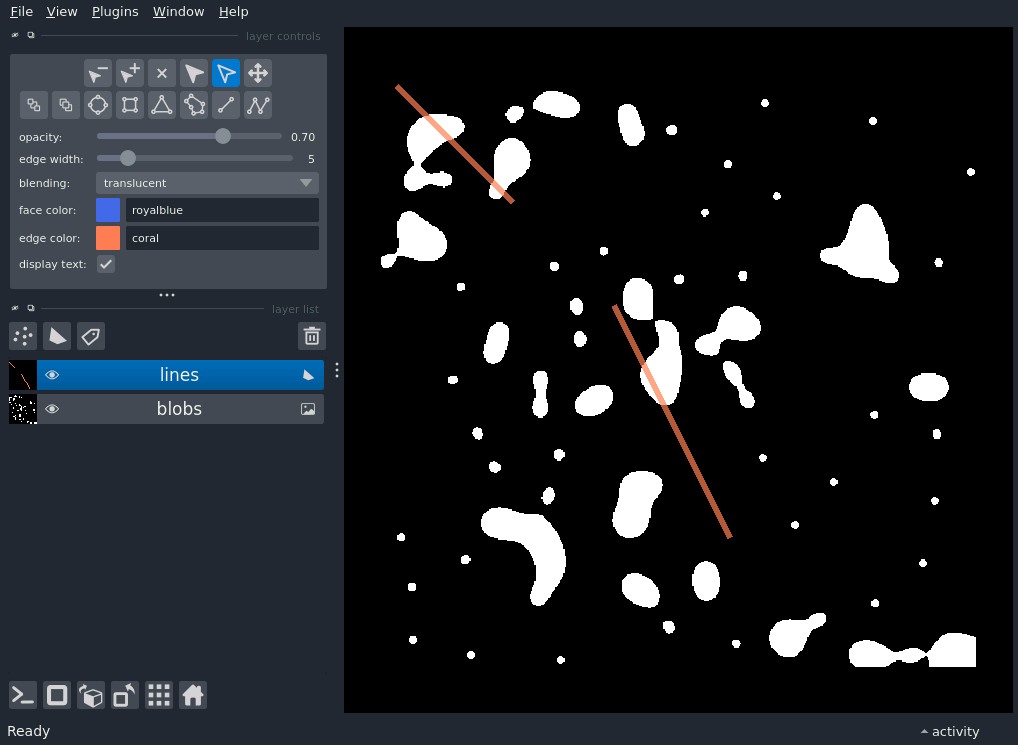 File View Plugins Window Help
layer controls
opacity: 0.70
edge width: 5
blending: translucent
face color: royalblue
edge color: coral
display text:
layer list
lines
blobs
Ready activity